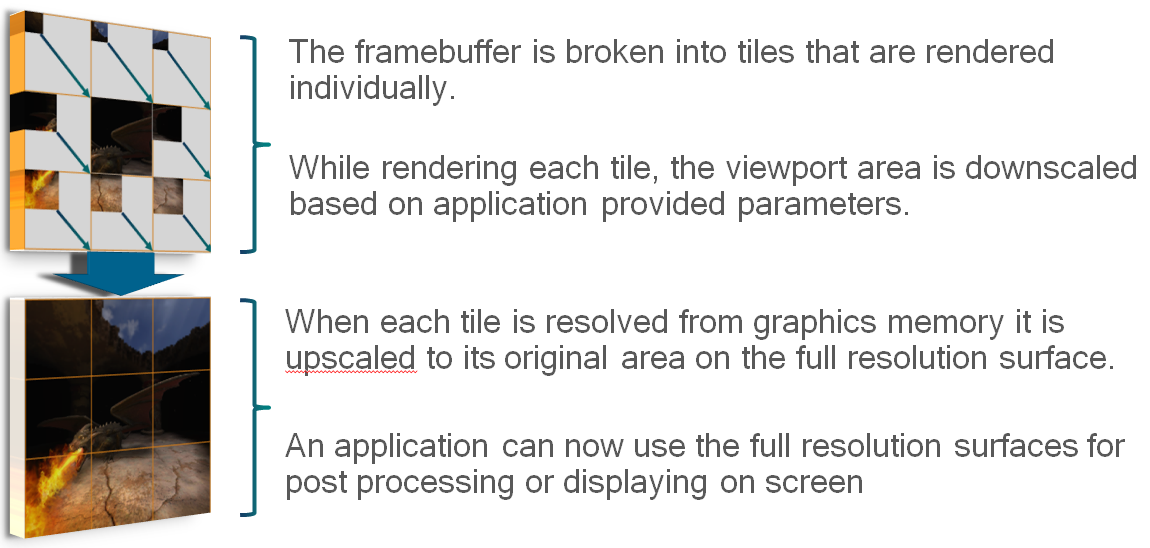 The framebuffer is broken into tiles that are rendered
individually.
While rendering each tile, the viewport area is downscaled
based on application provided parameters.
When each tile is resolved from graphics memory it is
upscaled to its original area on the full resolution surface.
An application can now use the full resolution surfaces for
post processing or displaying on screen